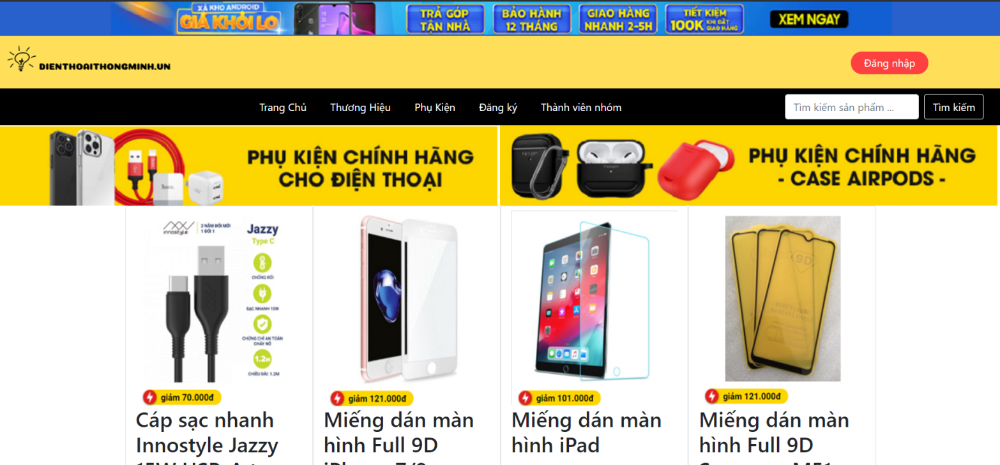 XẢ KHO ANDROID
GIÁ KHỎI LO
TRẢ GÓP
TẬN NHÀ
BẢO HÀNH
12 THÁNG
GIAO HÀNG
NHANH 2-5H
TIẾT KIỆM
100K KHI ĐẶT
GIAO HÀNG
XEM NGAY
DIENTHOAITHONGMINH.UN
Đăng nhập
Trang Chủ
Thương Hiệu
Phụ Kiện
Đăng ký
Thành viên nhóm
Tìm kiếm sản phẩm ...
Tìm kiếm
PHỤ KIỆN CHÍNH HÃNG
CHO ĐIỆN THOẠI
hoco.
PHỤ KIỆN CHÍNH HÃNG
- CASE AIRPODS -
innostyle
2 NĂM ĐỔI MỚI
1 ĐỔI 1
Jazzy
Type C
CHỐNG RỐI
SẠC NHANH 15W
CHỨNG CHỈ AN TOÀN
CHÁY NỔ
1.2M
CHIỀU DÀI: 1.2M
giảm 70.000đ
Cáp sạc nhanh
Innostyle Jazzy
giảm 121.000đ
Miếng dán màn
hình Full 9D
giảm 101.000đ
Miếng dán màn
hình iPad
9D
giảm 121.000đ
Miếng dán màn
hình Full 9D